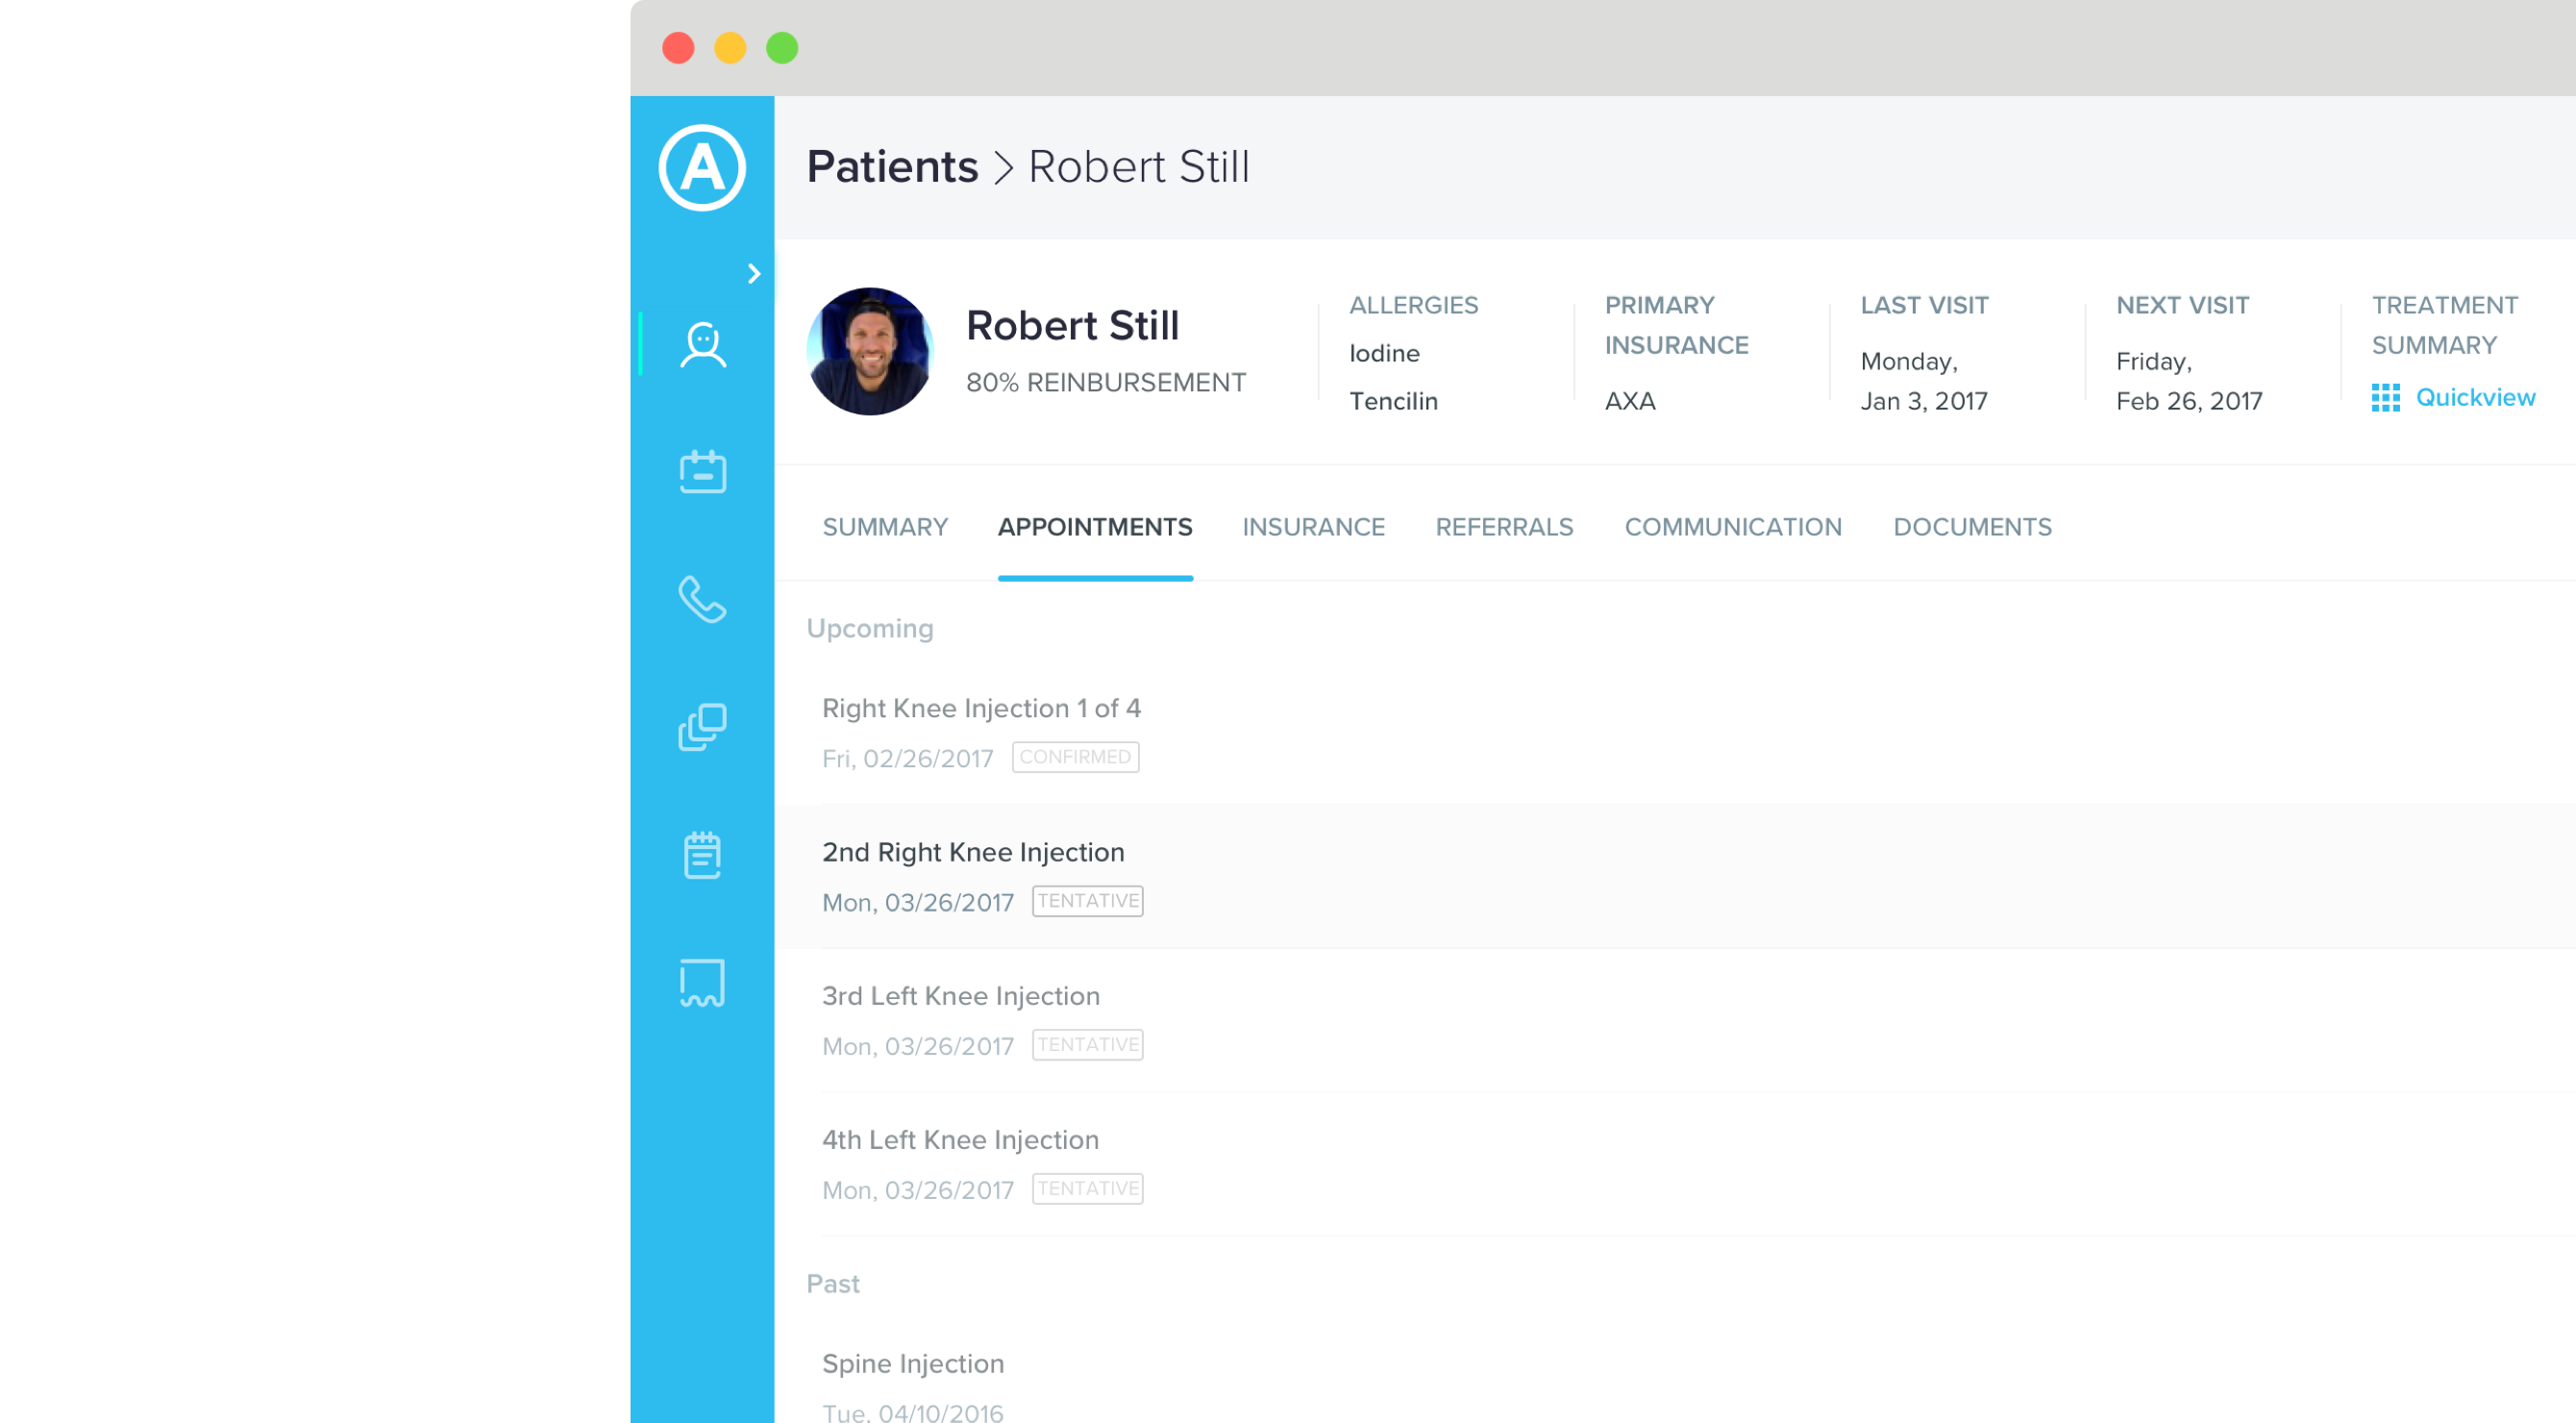 A
Patients > Robert Still
Robert Still
80% REINBURSEMENT
ALLERGIES
Iodine
Tencilin
PRIMARY
INSURANCE
AXA
LAST VISIT
Monday,
Jan 3, 2017
NEXT VISIT
Friday,
Feb 26, 2017
TREATMENT
SUMMARY
Quickview
SUMMARY APPOINTMENTS INSURANCE REFERRALS COMMUNICATION DOCUMENTS
Upcoming
Right Knee Injection 1 of 4
Fri, 02/26/2017 CONFIRMED
2nd Right Knee Injection
Mon, 03/26/2017 TENTATIVE
3rd Left Knee Injection
Mon, 03/26/2017 TENTATIVE
4th Left Knee Injection
Mon, 03/26/2017 TENTATIVE
Past
Spine Injection
Tue, 04/10/2016